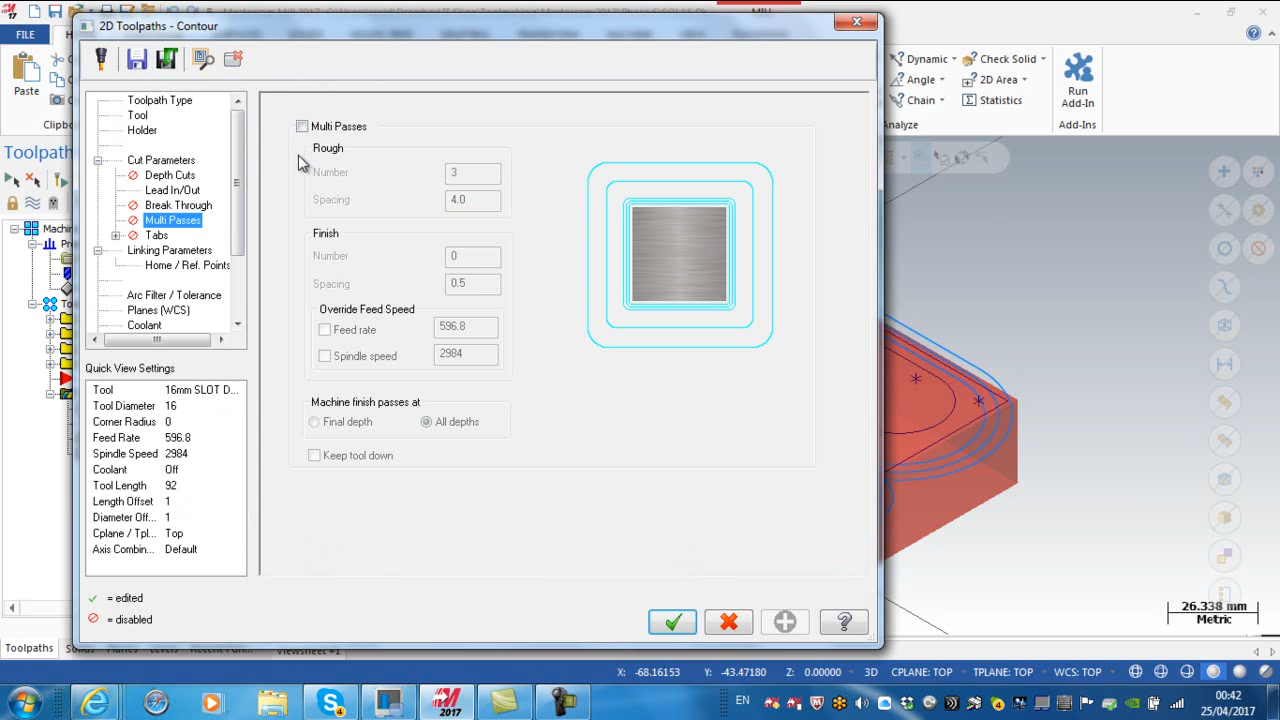 2D Toolpaths - Contour
FILE
Paste
Clipb
Dynamic
Check Solid
Angle
2D Area
Chain
Statistics
Run
Add-In
Analyze
Add-Ins
Toolpath Type
Tool
Holder
Cut Parameters
Depth Cuts
Lead In/Out
Break Through
Multi Passes
Tabs
Linking Parameters
Home / Ref. Points
Arc Filter / Tolerance
Planes (WCS)
Coolant
Toolpath
Machin
Quick View Settings
Tool 16mm SLOT D...
Tool Diameter 16
Corner Radius 0
Feed Rate 596.8
Spindle Speed 2984
Coolant Off
Tool Length 92
Length Offset 1
Diameter Off... 1
Cplane / Tpl... Top
Axis Combin... Default
= edited
= disabled
Multi Passes
Rough
Number 3
Spacing 4.0
Finish
Number 0
Spacing 0.5
Override Feed Speed
Feed rate 596.8
Spindle speed 2984
Machine finish passes at
Final depth All depths
Keep tool down
26.338 mm
Metric
Toolpaths
X: -68.16153 Y: -43.47180 Z: 0.00000 3D CPLANE: TOP TPLANE: TOP WCS: TOP
2017
EN
00:42
25/04/2017